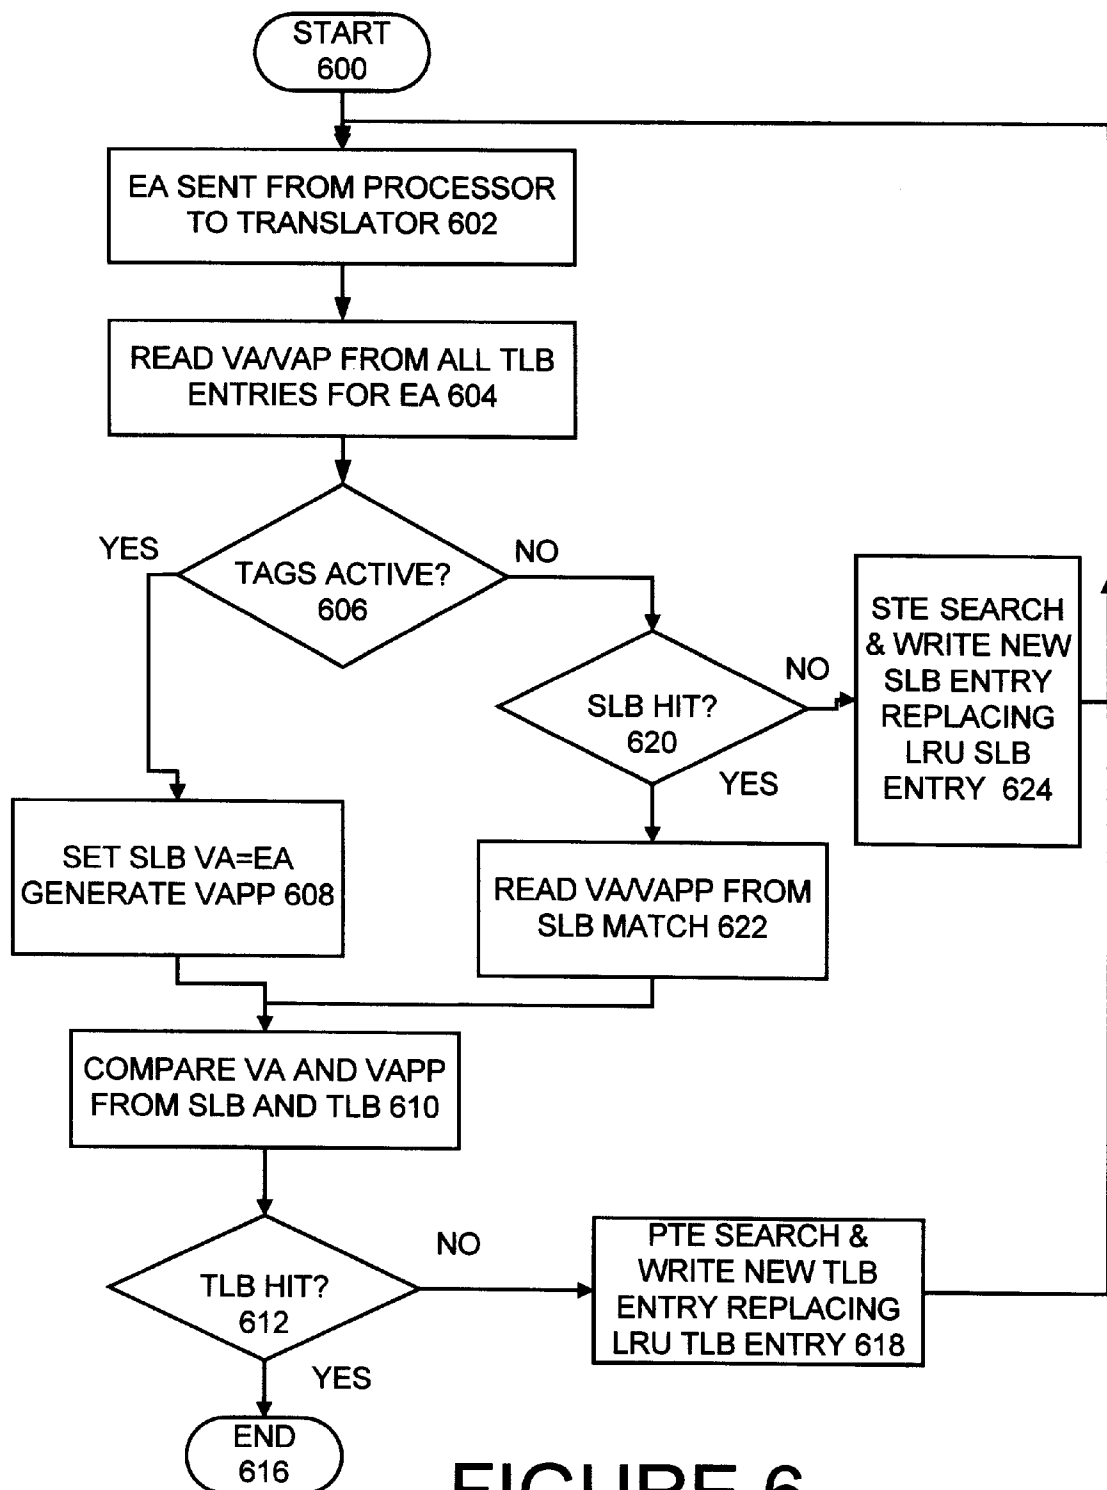 START
600
EA SENT FROM PROCESSOR
TO TRANSLATOR 602
READ VA/VAP FROM ALL TLB
ENTRIES FOR EA 604
YES
TAGS ACTIVE?
606
NO
SLB HIT?
620
NO
YES
STE SEARCH
& WRITE NEW
SLB ENTRY
REPLACING
LRU SLB
ENTRY 624
SET SLB VA=EA
GENERATE VAPP 608
READ VA/VAPP FROM
SLB MATCH 622
COMPARE VA AND VAPP
FROM SLB AND TLB 610
TLB HIT?
612
NO
YES
PTE SEARCH &
WRITE NEW TLB
ENTRY REPLACING
LRU TLB ENTRY 618
END
616
FIGURE 6